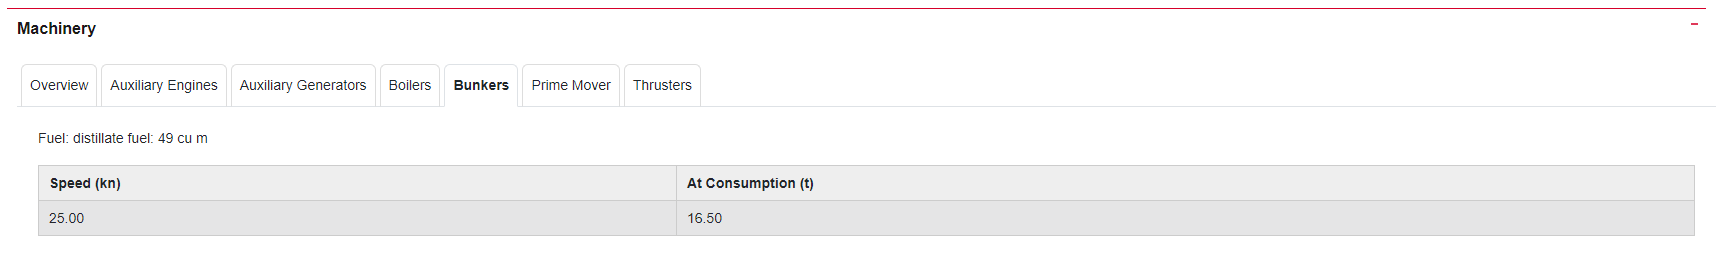 Machinery
Overview Auxiliary Engines Auxiliary Generators Boilers Bunkers Prime Mover Thrusters
Fuel: distillate fuel: 49 cu m
Speed (kn) At Consumption (t)
25.00 16.50